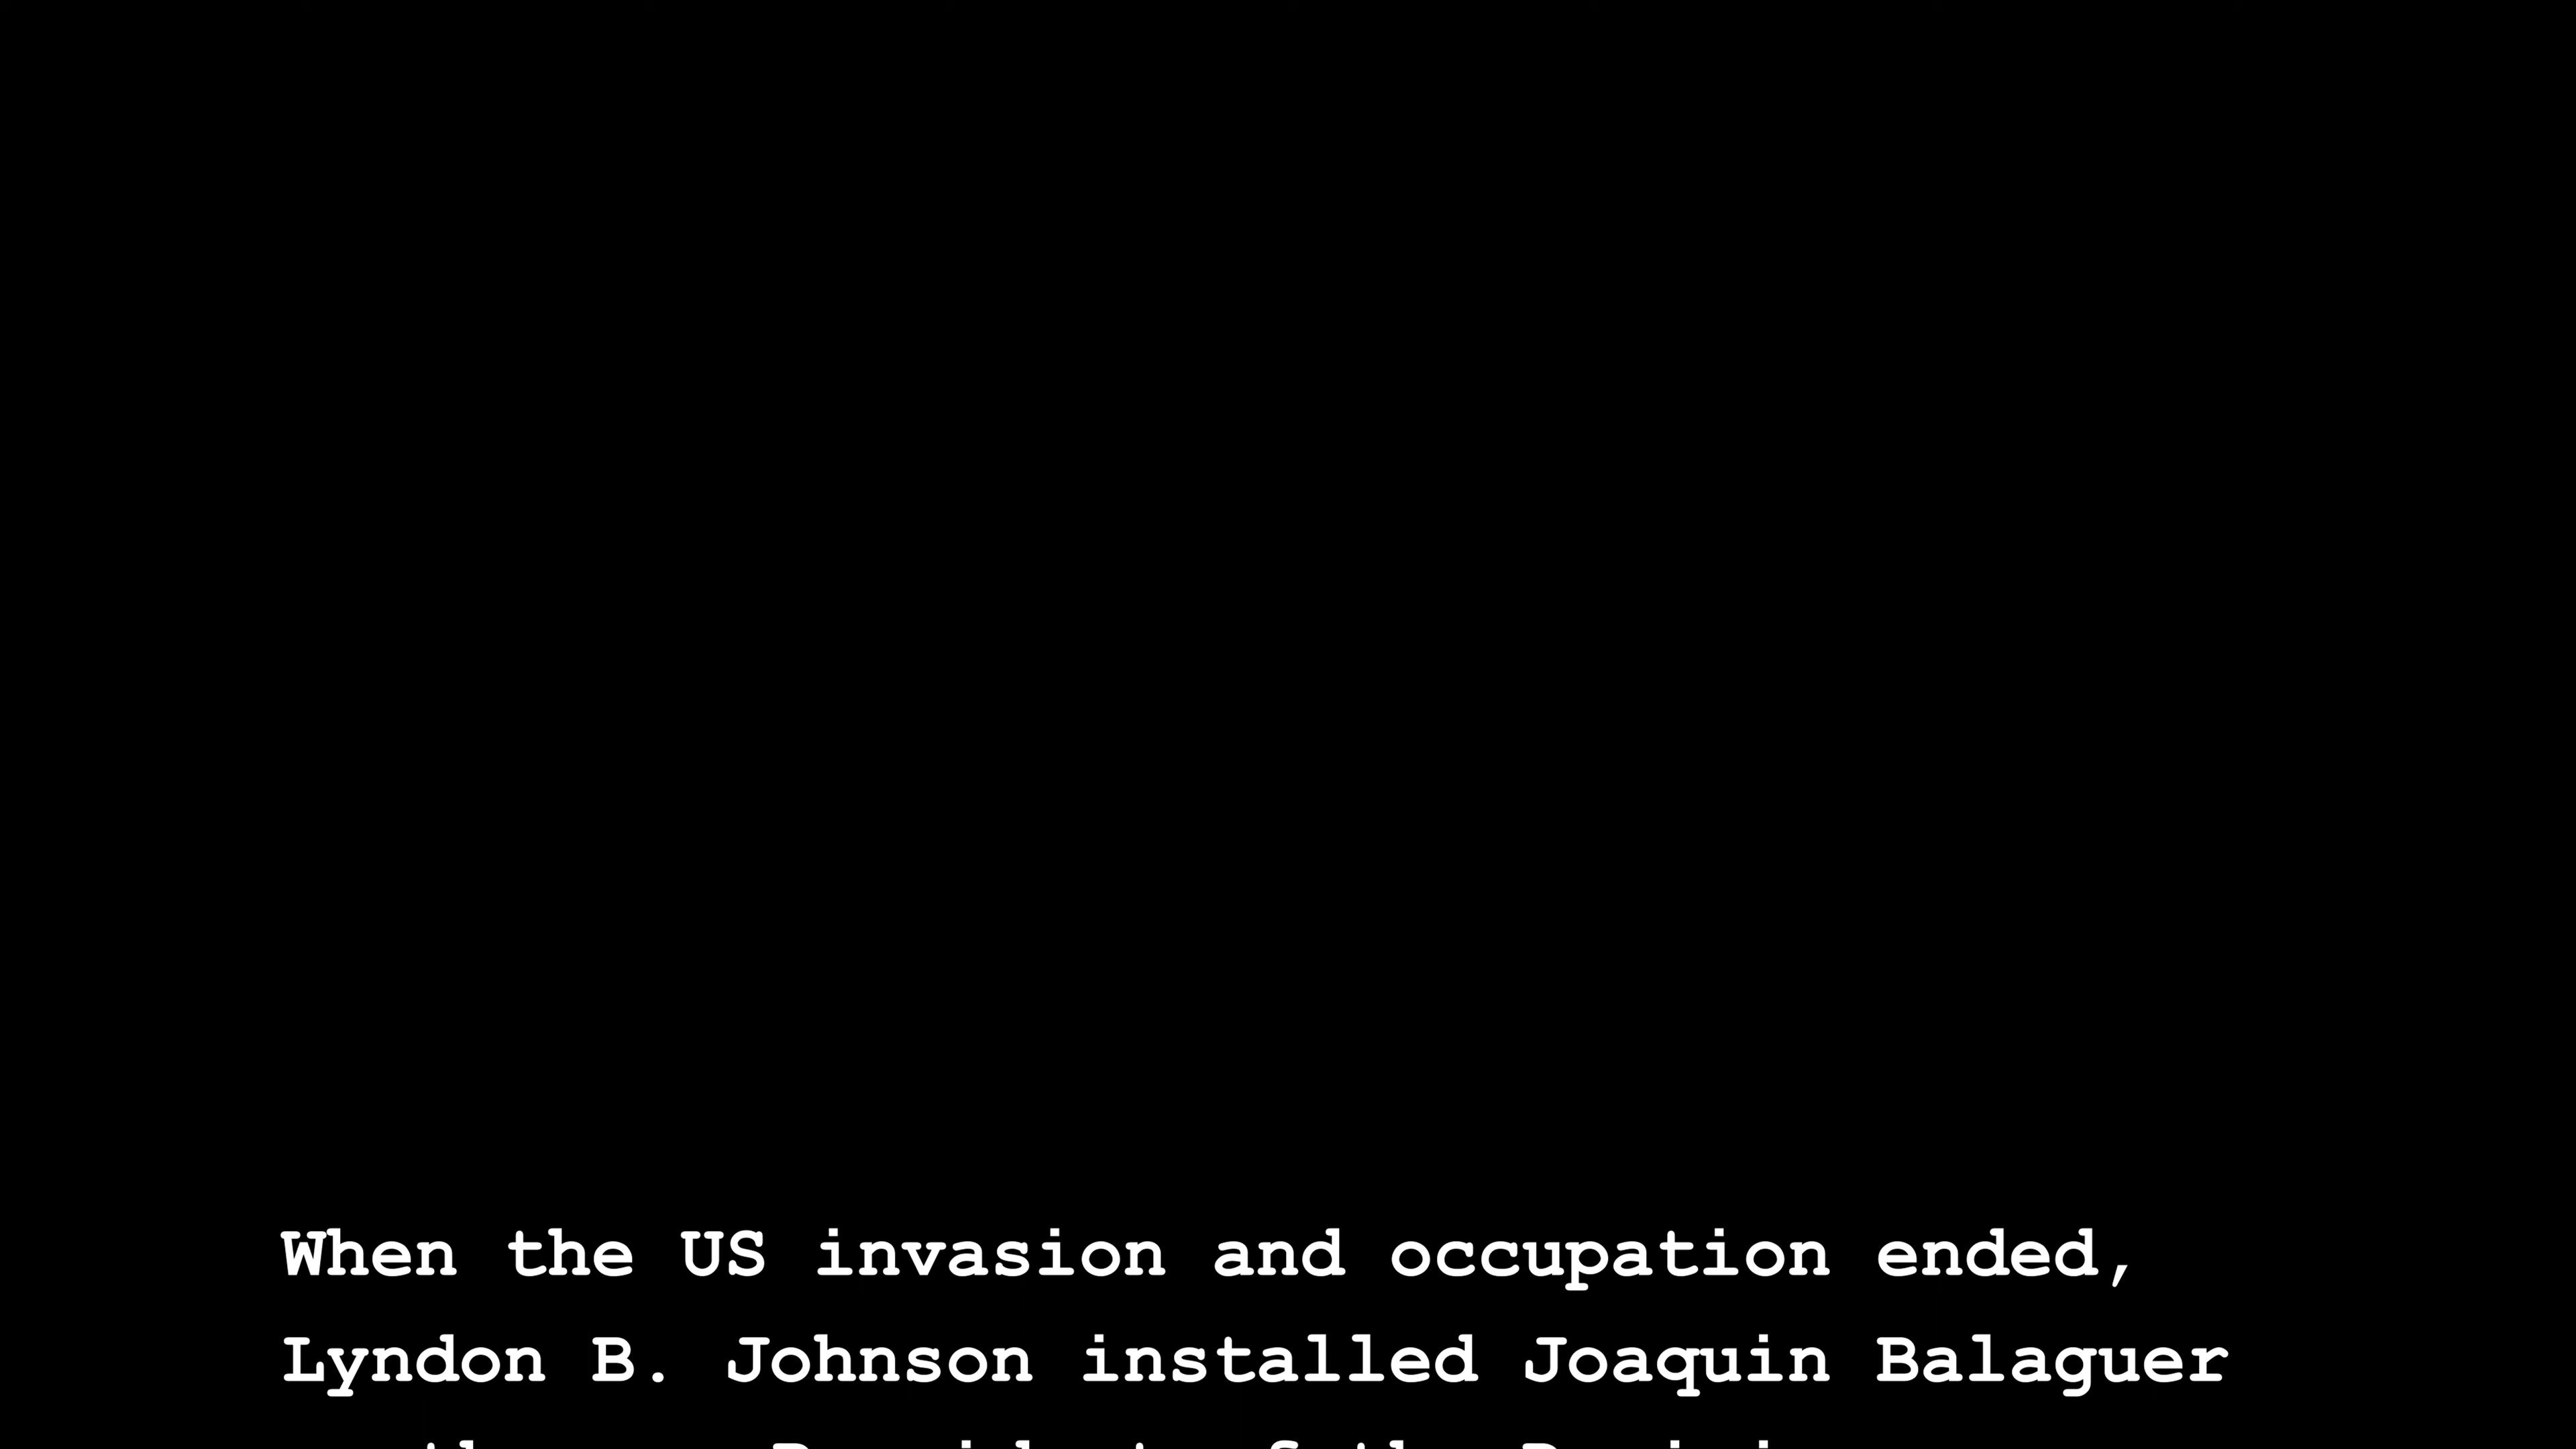 When the US invasion and occupation ended,
Lyndon B. Johnson installed Joaquin Balaguer